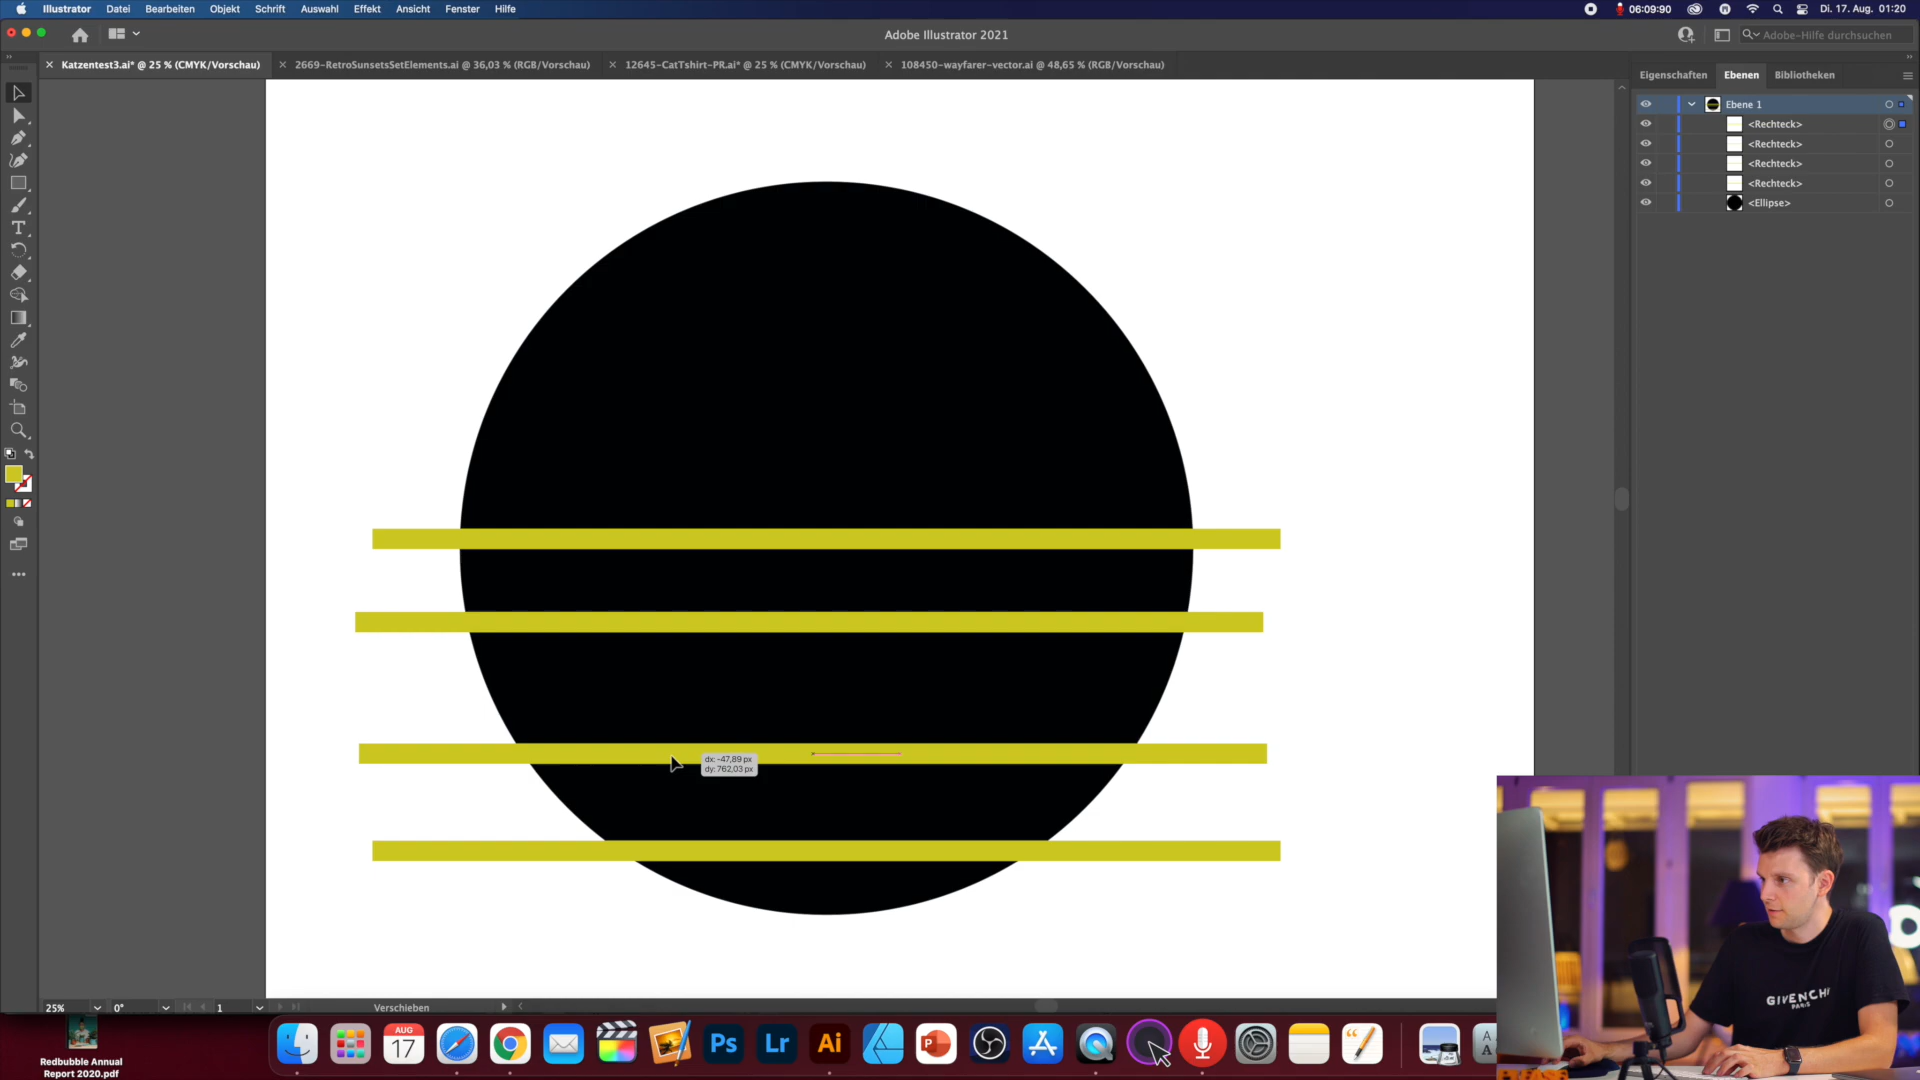 Illustrator Datei Bearbeiten Objekt Schrift Auswahl Effekt Ansicht Fenster Hilfe
06:09:90
Di. 17. Aug. 01:20
Adobe Illustrator 2021
Adobe-Hilfe durchsuchen
Katzentest3.ai* @ 25 % (CMYK/Vorschau)
2669-RetroSunsetsSetElements.ai @ 36,03 % (RGB/Vorschau)
12645-CatTshirt-PR.ai* @ 25 % (CMYK/Vorschau)
108450-wayfarer-vector.ai @ 48,65 % (RGB/Vorschau)
Eigenschaften Ebenen Bibliotheken
Ebene 1
<Rechteck>
<Rechteck>
<Rechteck>
<Rechteck>
<Ellipse>
dx: -47,89 px
dy: 762,03 px
25%
0°
1
Verschieben
AUG
17
Ps
Lr
Ai
P
Redbubble Annual
Report 2020.pdf
GIVENCHY
PARIS